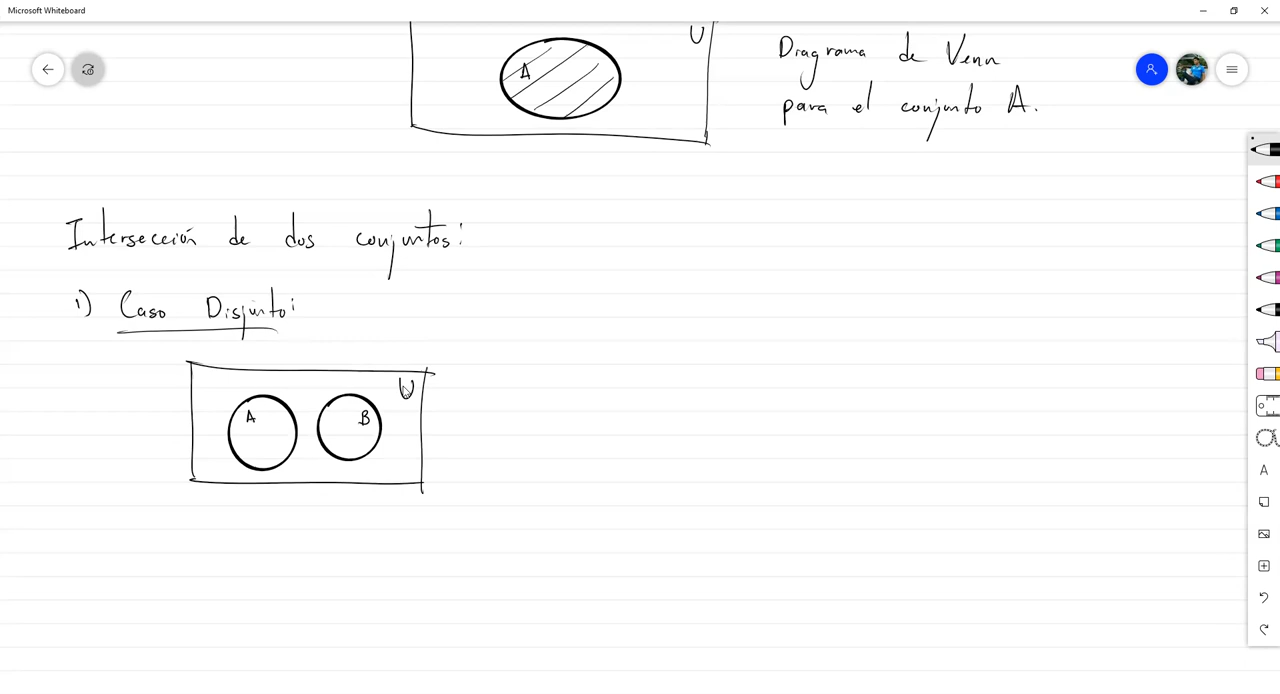 Microsoft Whiteboard
U
A
Diagrama de Venn
para el conjunto A.
Intersección de dos conjuntos:
1) Caso Disjunto:
U
A B
A